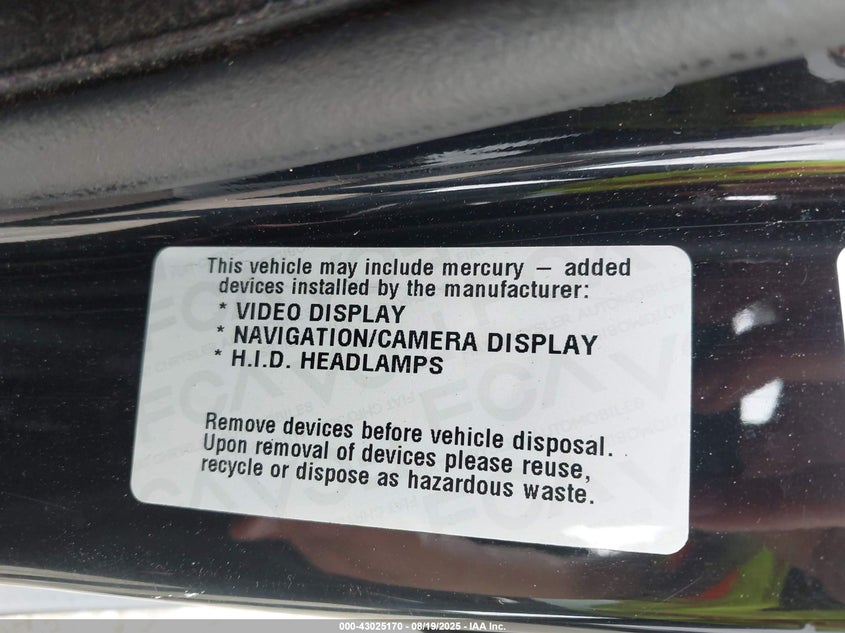 This vehicle may include mercury — added
devices installed by the manufacturer:
* VIDEO DISPLAY
* NAVIGATION/CAMERA DISPLAY
* H.I.D. HEADLAMPS
Remove devices before vehicle disposal.
Upon removal of devices please reuse,
recycle or dispose as hazardous waste.
000-43025170 - 08/19/2025 - IAA Inc.